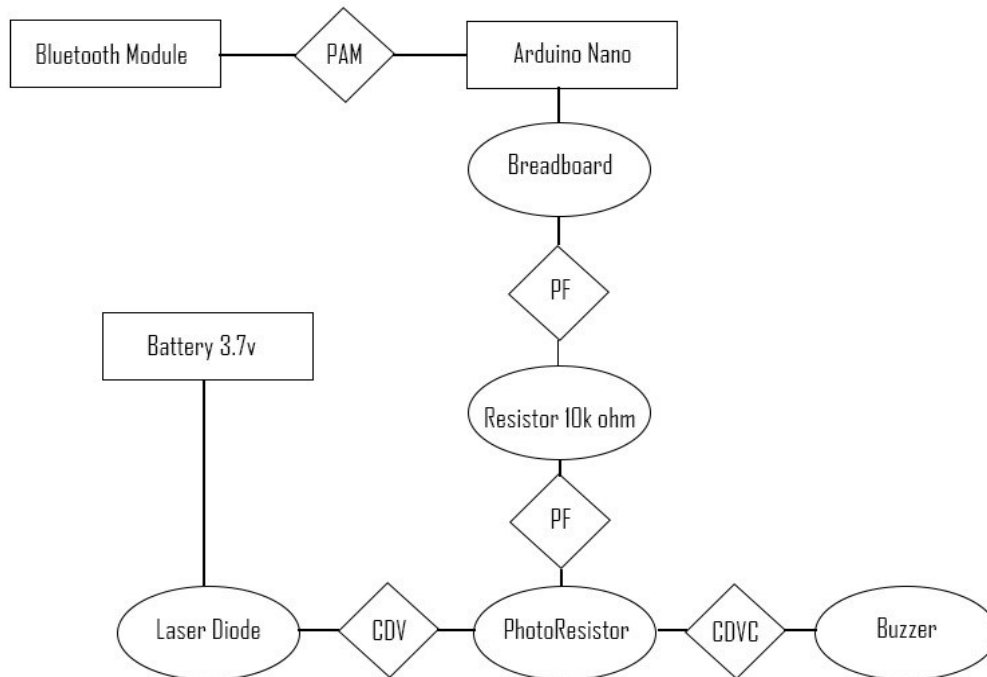 Bluetooth Module
PAM
Arduino Nano
Breadboard
PF
Battery 3.7v
Resistor 10k ohm
PF
Laser Diode
CDV
PhotoResistor
CDVC
Buzzer